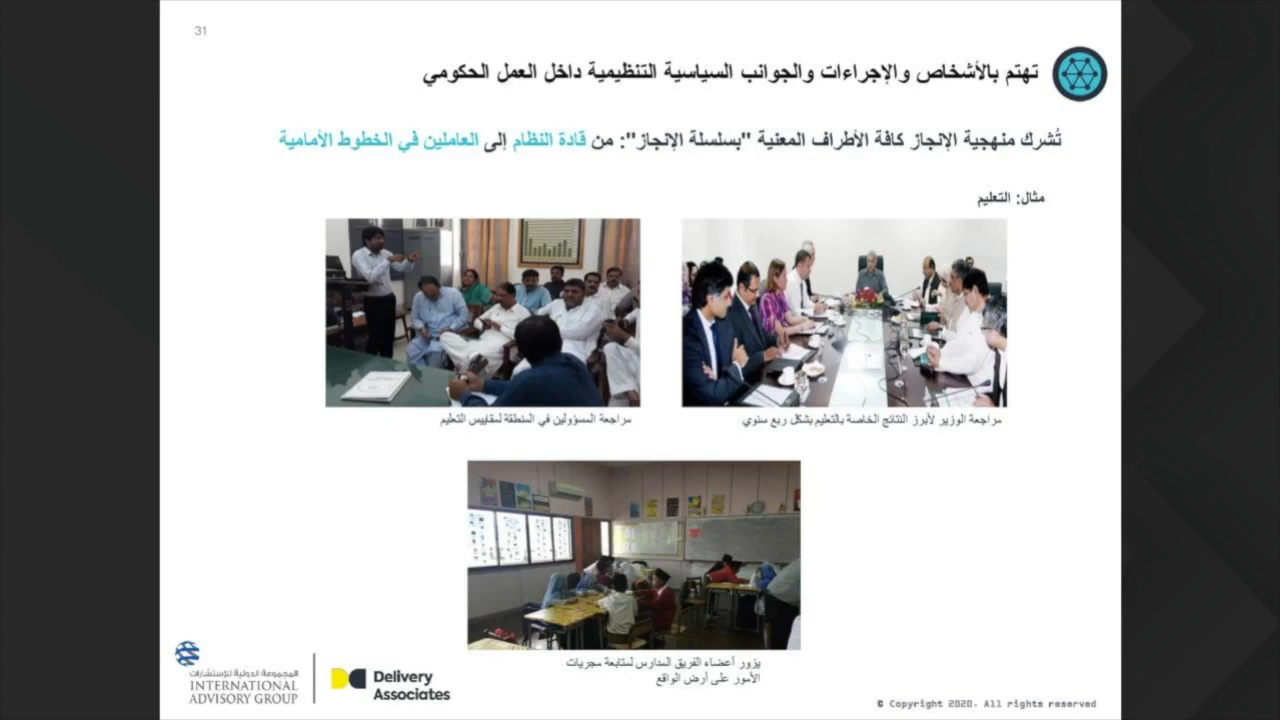 31
تهتم بالأشخاص والإجراءات والجوانب السياسية التنظيمية داخل العمل الحكومي
تُشرك منهجية الإنجاز كافة الأطراف المعنية "بسلسلة الإنجاز": من قادة النظام إلى العاملين في الخطوط الأمامية
مثال: التعليم
مراجعة الوزير لأبرز النتائج الخاصة بالتعليم بشكل ربع سنوي
مراجعة المسؤولين في المنطقة لمقاييس التعليم
يزور أعضاء الفريق المدارس لمتابعة مجريات
الأمور على أرض الواقع
المجموعة الدولية للإستشارات
INTERNATIONAL
ADVISORY GROUP
Delivery
Associates
© Copyright 2020. All rights reserved